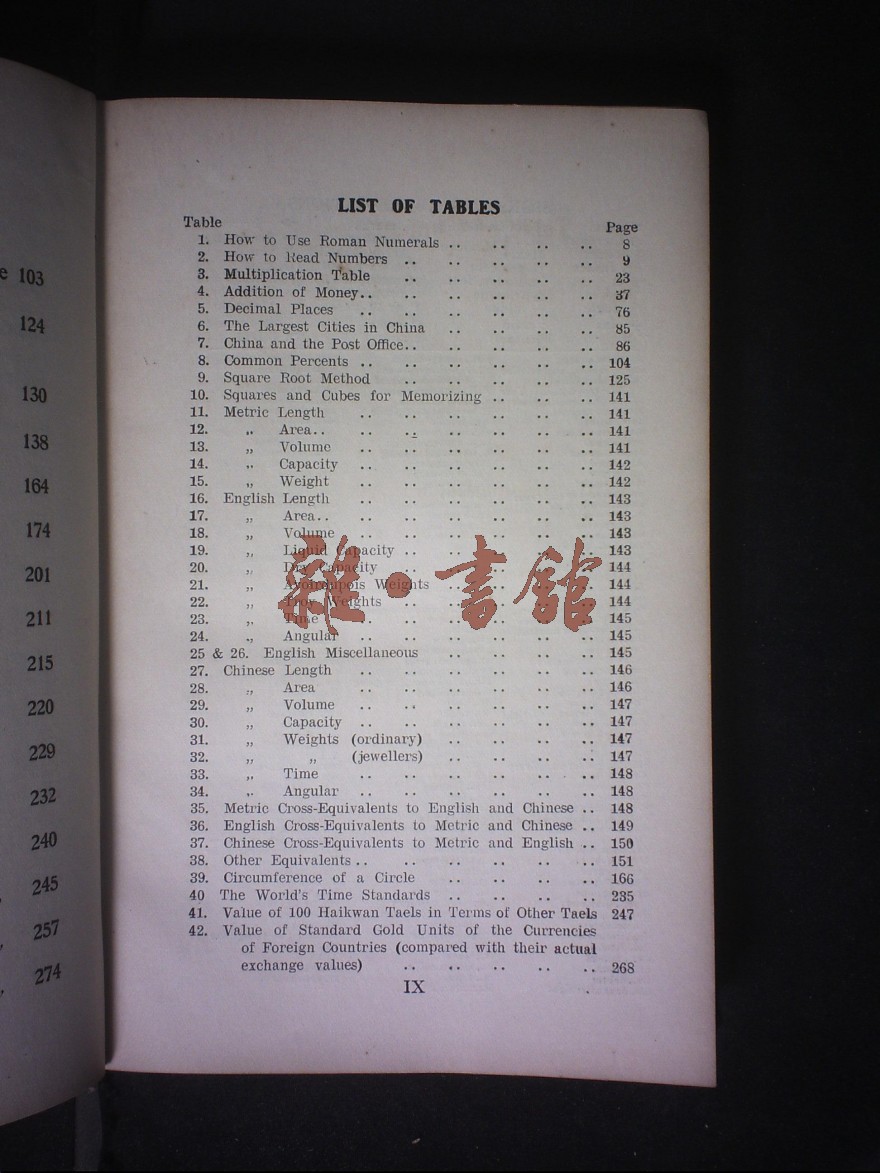 e 103
124
130
138
164
174
201
211
215
220
229
232
240
, 245
, 257
, 274
LIST OF TABLES
Table Page
1. How to Use Roman Numerals .. .. .. .. 8
2. How to Read Numbers .. .. .. .. .. 9
3. Multiplication Table .. .. .. .. .. 23
4. Addition of Money.. .. .. .. .. .. 37
5. Decimal Places .. .. .. .. .. .. 76
6. The Largest Cities in China .. .. .. .. 85
7. China and the Post Office.. .. .. .. .. 86
8. Common Percents .. .. .. .. .. .. 104
9. Square Root Method .. .. .. .. .. 125
10. Squares and Cubes for Memorizing .. .. .. 141
11. Metric Length .. .. .. .. .. .. 141
12. „ Area.. .. .. .. .. .. .. 141
13. „ Volume .. .. .. .. .. .. 141
14. „ Capacity .. .. .. .. .. .. 142
15. „ Weight .. .. .. .. .. .. 142
16. English Length .. .. .. .. .. .. 143
17. „ Area.. .. .. .. .. .. .. 143
18. „ Volume .. .. .. .. .. .. 143
19. „ Liquid Capacity .. .. .. .. .. 143
20. „ Dry Capacity .. .. .. .. .. 144
21. „ Avoirdupois Weights .. .. .. .. 144
22. „ Troy Weights .. .. .. .. .. 144
23. „ Time .. .. .. .. .. .. 145
24. „ Angular .. .. .. .. .. .. 145
25 & 26. English Miscellaneous .. .. .. .. 145
27. Chinese Length .. .. .. .. .. .. 146
28. „ Area .. .. .. .. .. .. 146
29. „ Volume .. .. .. .. .. .. 147
30. „ Capacity .. .. .. .. .. .. 147
31. „ Weights (ordinary) .. .. .. .. 147
32. „ „ (jewellers) .. .. .. .. 147
33. „ Time .. .. .. .. .. .. 148
34. „ Angular .. .. .. .. .. .. 148
35. Metric Cross-Equivalents to English and Chinese .. 148
36. English Cross-Equivalents to Metric and Chinese .. 149
37. Chinese Cross-Equivalents to Metric and English .. 150
38. Other Equivalents .. .. .. .. .. .. 151
39. Circumference of a Circle .. .. .. .. 166
40 The World's Time Standards .. .. .. .. 235
41. Value of 100 Haikwan Taels in Terms of Other Taels 247
42. Value of Standard Gold Units of the Currencies
of Foreign Countries (compared with their actual
exchange values) .. .. .. .. .. 268
IX
雜·書館